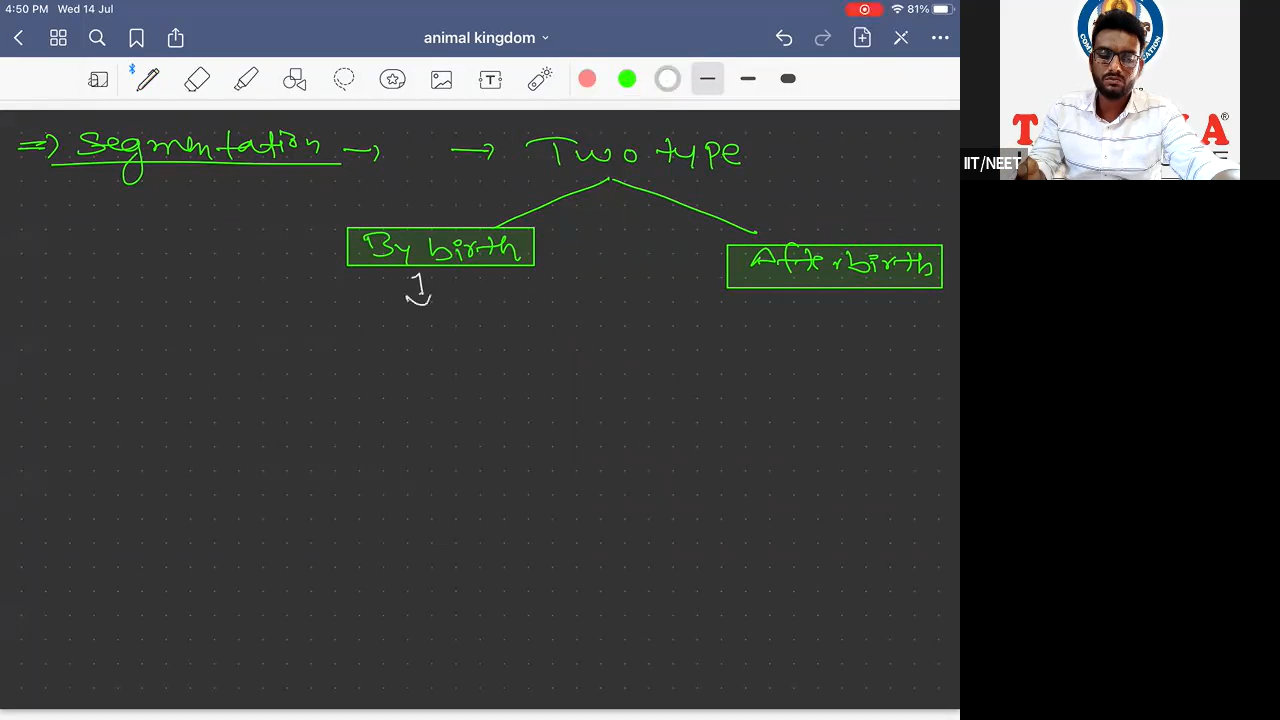 4:50 PM Wed 14 Jul
81%
animal kingdom
T
=> Segmentation → → Two type
T A®
IIT/NEET
By birth
After birth